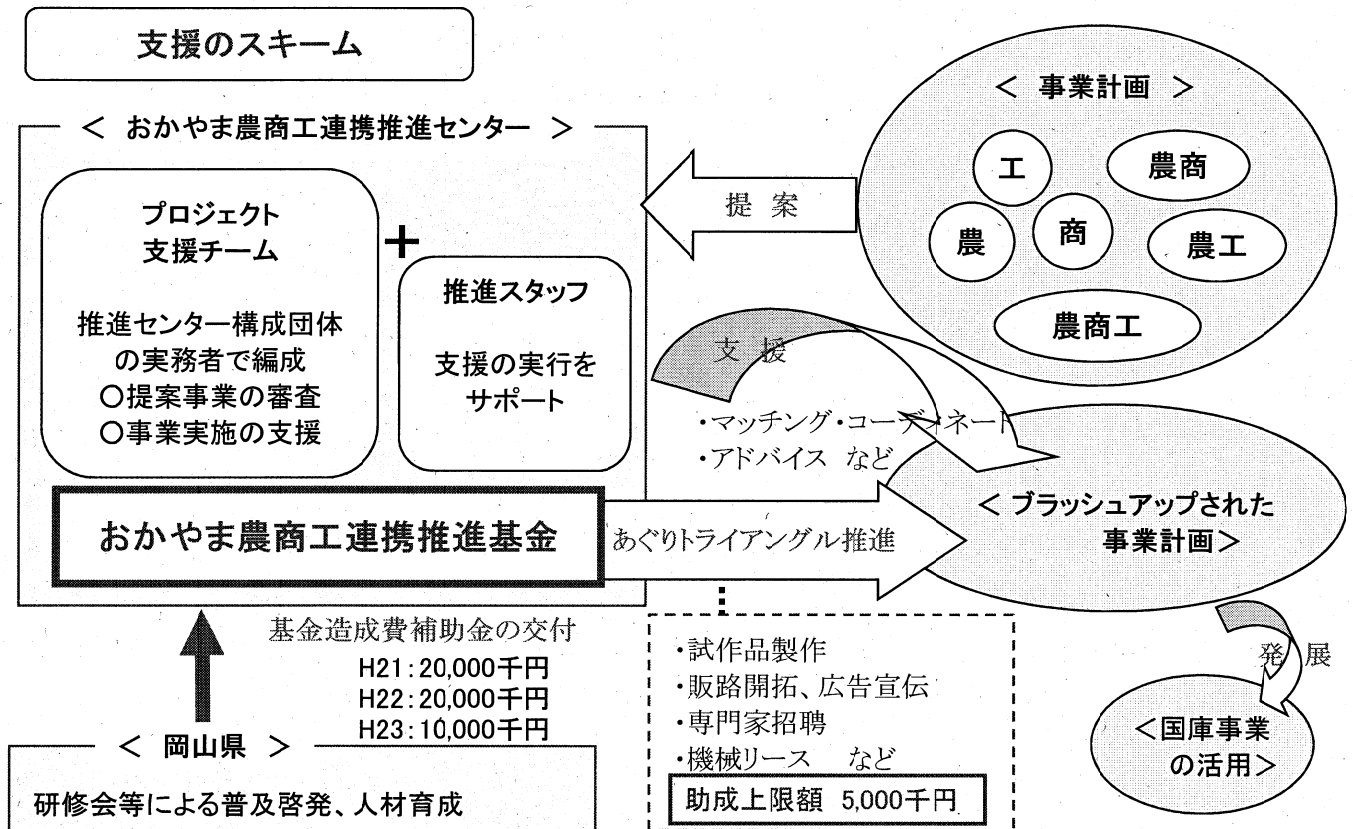 支援のスキーム
< おかやま農商工連携推進センター >
プロジェクト
支援チーム
推進センター構成団体
の実務者で編成
○提案事業の審査
○事業実施の支援
+
推進スタッフ
支援の実行を
サポート
おかやま農商工連携推進基金
提 案
< 事業計画 >
工
農商
農
商
農工
農商工
支 援
・マッチング・コーディネート
・アドバイス など
あぐりトライアングル推進
< ブラッシュアップされた
事業計画>
発 展
<国庫事業
の活用>
基金造成費補助金の交付
H21:20,000千円
H22:20,000千円
H23:10,000千円
< 岡山県 >
研修会等による普及啓発、人材育成
・試作品製作
・販路開拓、広告宣伝
・専門家招聘
・機械リース など
助成上限額 5,000千円